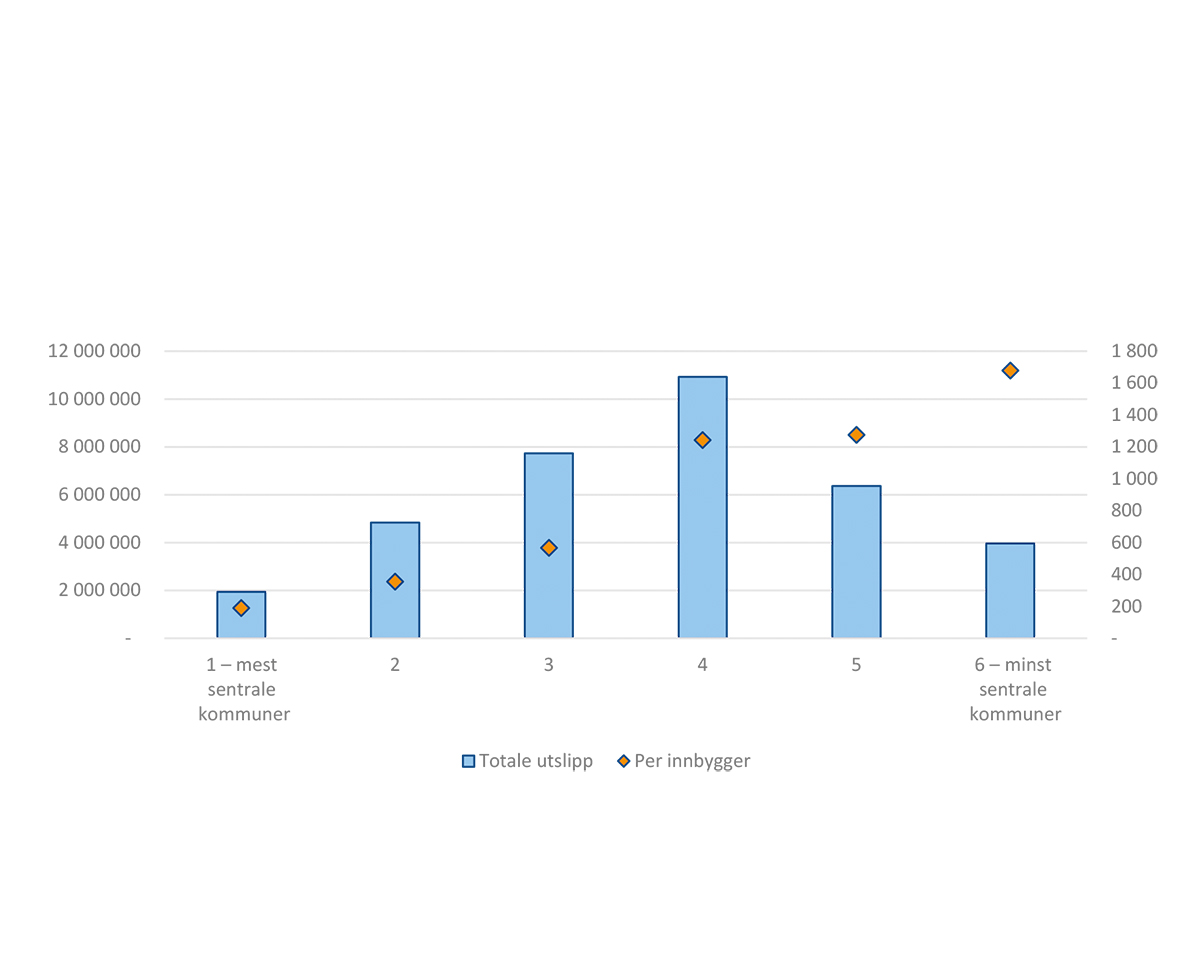 12 000 000
10 000 000
8 000 000
6 000 000
4 000 000
2 000 000
-
1 800
1 600
1 400
1 200
1 000
800
600
400
200
-
1 – mest
sentrale
kommuner
2
3
4
5
6 – minst
sentrale
kommuner
Totale utslipp
Per innbygger